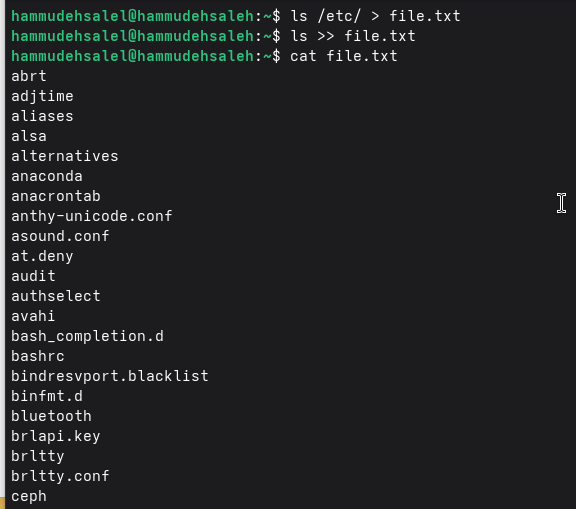 hammudehsalel@hammudehsaleh:~$ ls /etc/ > file.txt
hammudehsalel@hammudehsaleh:~$ ls >> file.txt
hammudehsalel@hammudehsaleh:~$ cat file.txt
abrt
adjtime
aliases
alsa
alternatives
anaconda
anacrontab
anthy-unicode.conf
asound.conf
at.deny
audit
authselect
avahi
bash_completion.d
bashrc
bindresvport.blacklist
binfmt.d
bluetooth
brlapi.key
brltty
brltty.conf
ceph